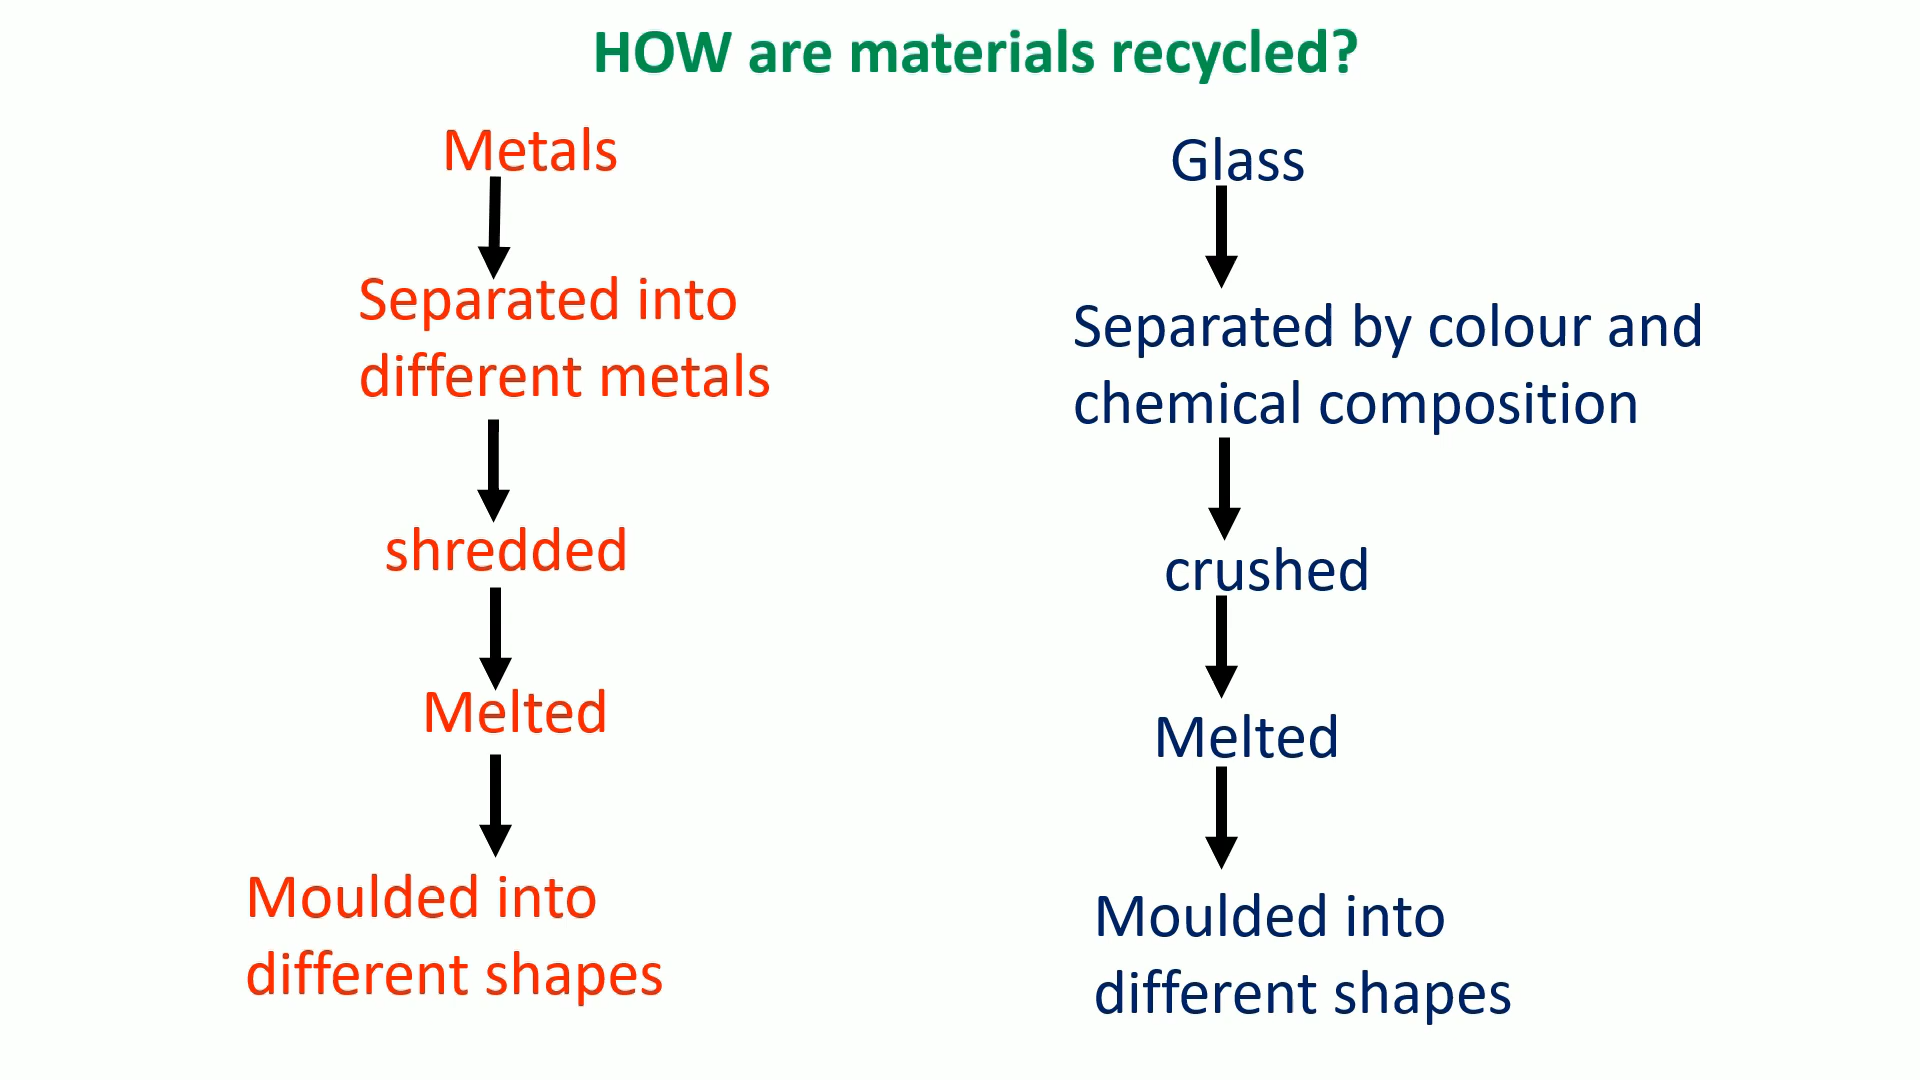 HOW are materials recycled?
Metals
Separated into
different metals
shredded
Melted
Moulded into
different shapes
Glass
Separated by colour and
chemical composition
crushed
Melted
Moulded into
different shapes